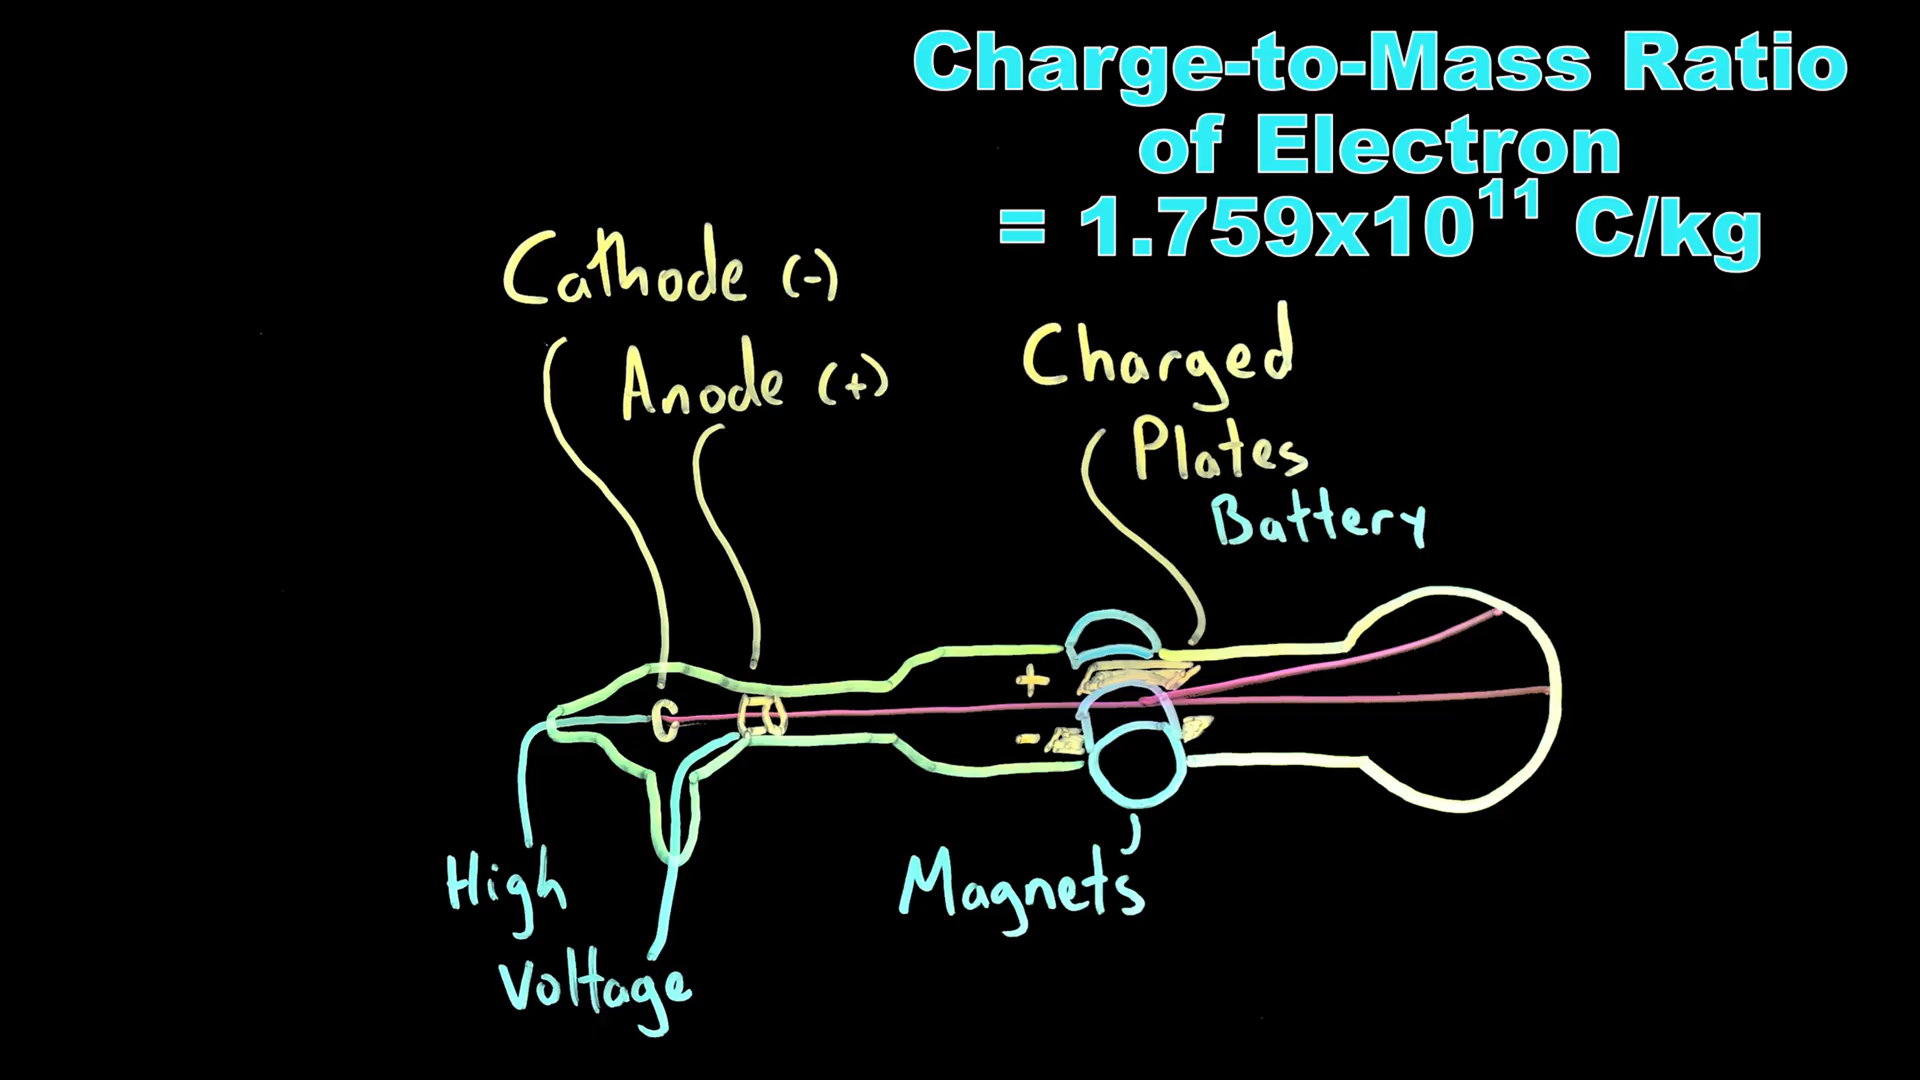 Charge-to-Mass Ratio
of Electron
= 1.759x10¹¹ C/kg
Cathode (-)
Anode (+)
Charged
Plates
Battery
+
-
High
Voltage
Magnets